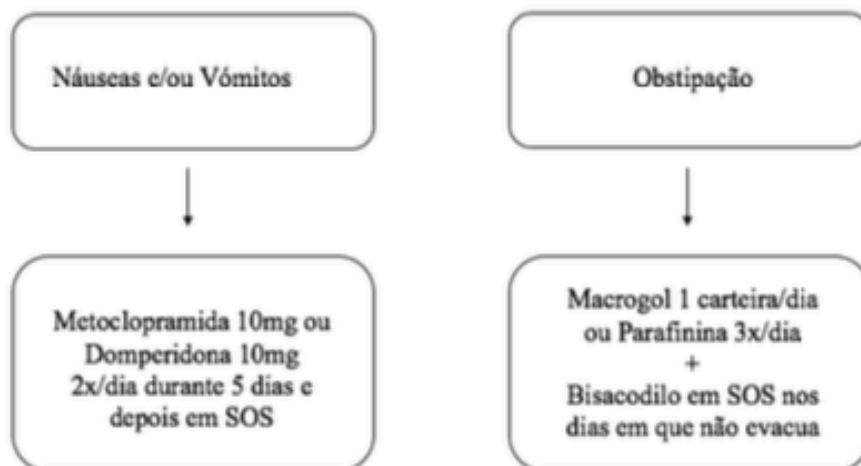 Náuseas e/ou Vómitos
Obstipação
Metoclopramida 10mg ou
Domperidona 10mg
2x/dia durante 5 dias e
depois em SOS
Macrogol 1 carteira/dia
ou Parafinina 3x/dia
+
Bisacodilo em SOS nos
dias em que não evacua